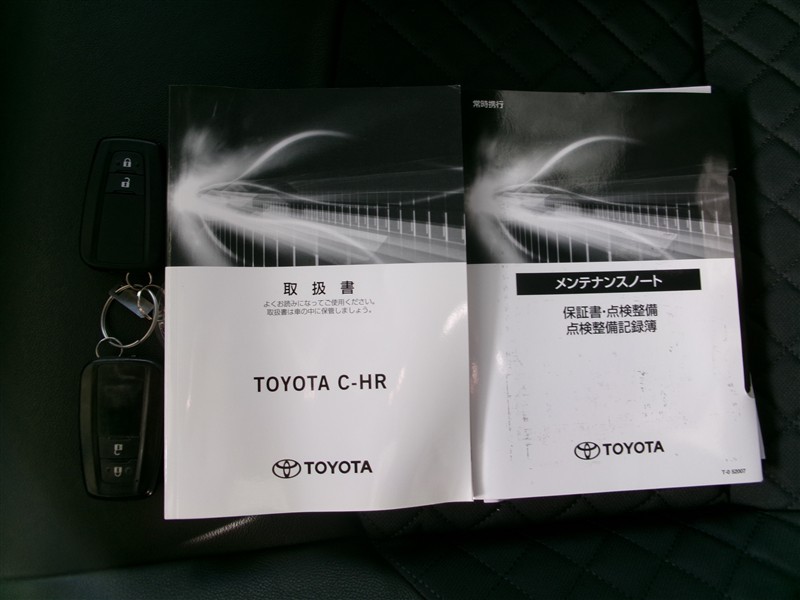 取扱書
よくお読みになってご使用ください。
取扱書は車の中に保管しましょう。
TOYOTA C-HR
TOYOTA
常時携行
メンテナンスノート
保証書・点検整備
点検整備記録簿
TOYOTA